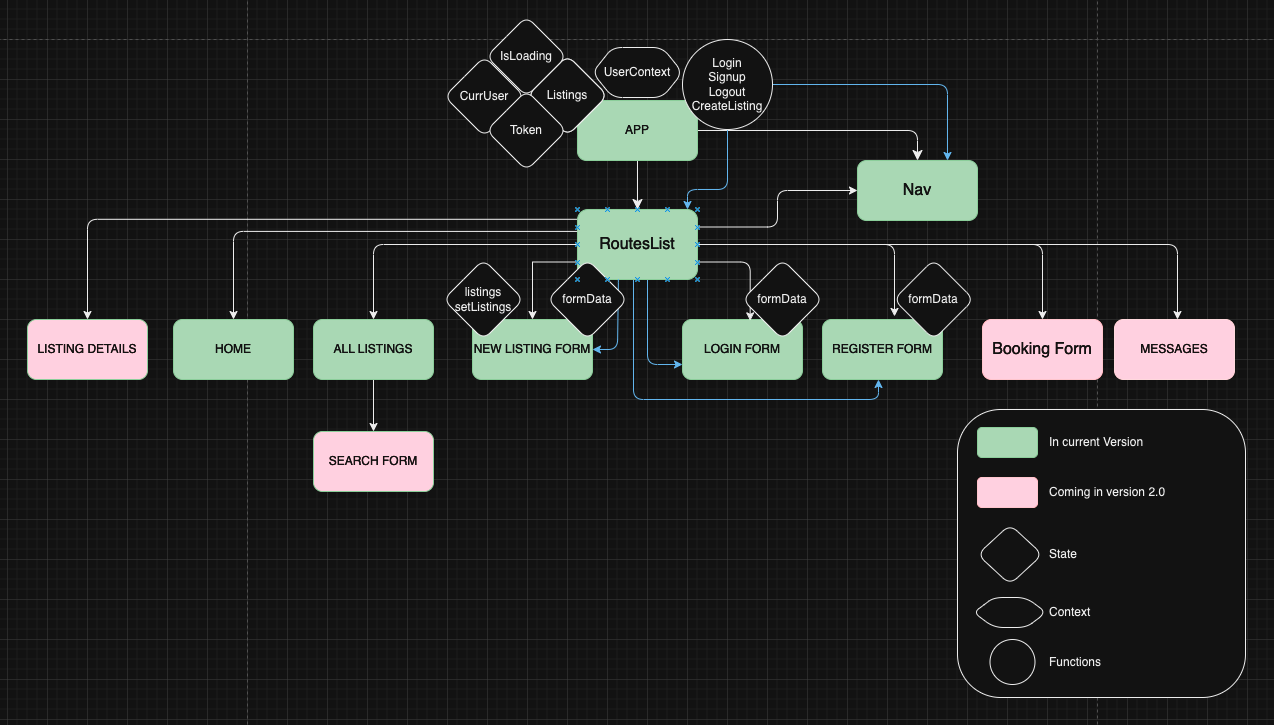 IsLoading
CurrUser
Listings
Token
UserContext
Login
Signup
Logout
CreateListing
APP
Nav
RoutesList
listings
setListings
formData
formData
formData
LISTING DETAILS
HOME
ALL LISTINGS
NEW LISTING FORM
LOGIN FORM
REGISTER FORM
Booking Form
MESSAGES
SEARCH FORM
In current Version
Coming in version 2.0
State
Context
Functions